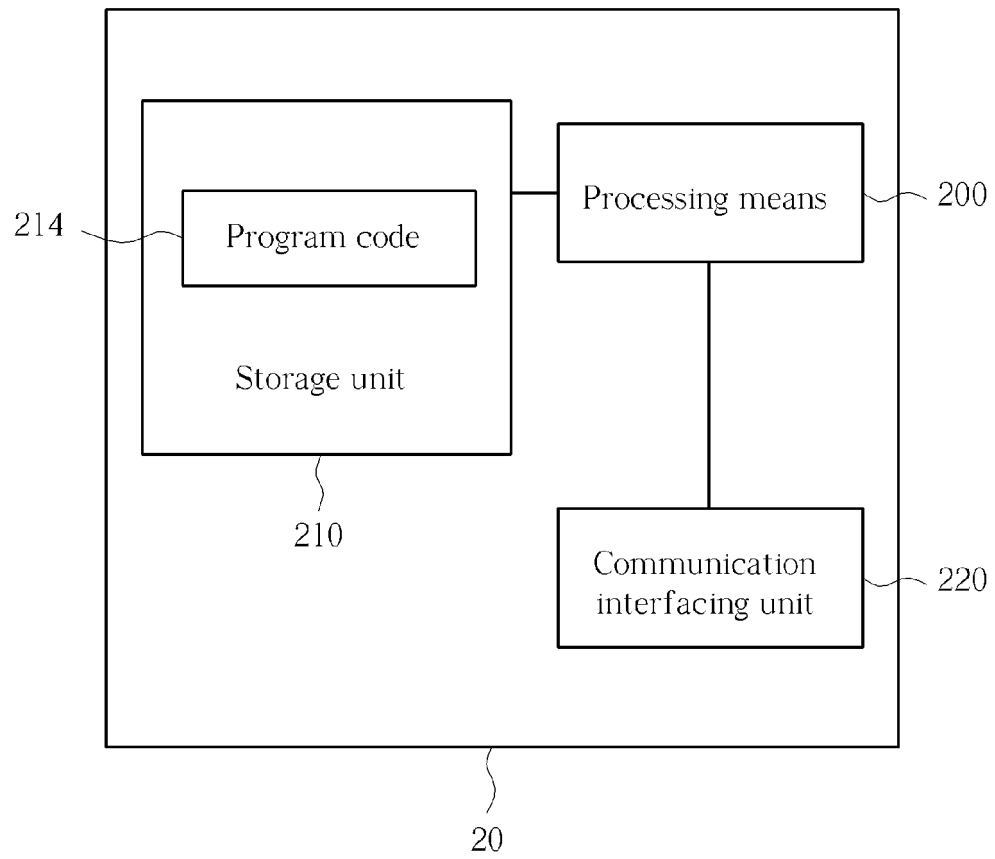 Processing means
200
214
Program code
Storage unit
210
Communication
interfacing unit
220
20